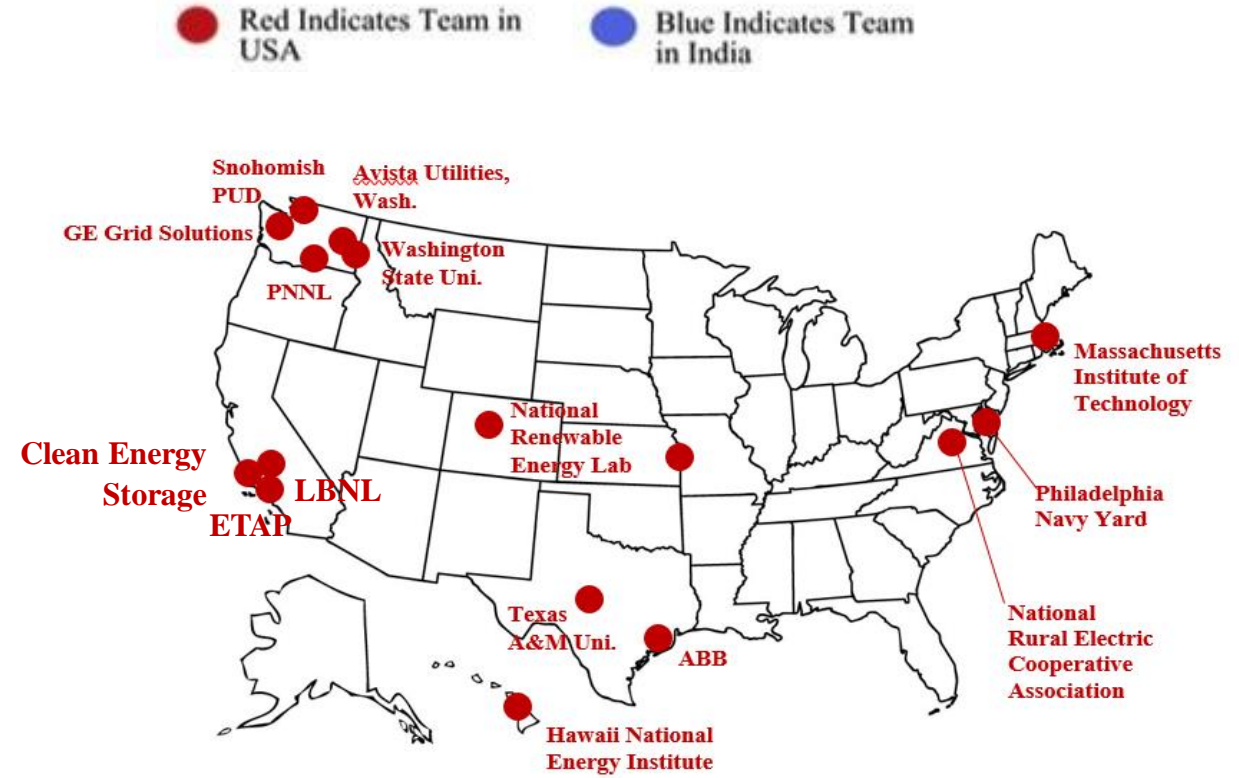 Red Indicates Team in
USA
Blue Indicates Team
in India
Snohomish
PUD
Avista Utilities,
Wash.
GE Grid Solutions
Washington
State Uni.
PNNL
Massachusetts
Institute of
Technology
National
Renewable
Energy Lab
Clean Energy
Storage
LBNL
ETAP
Philadelphia
Navy Yard
Texas
A&M Uni.
ABB
National
Rural Electric
Cooperative
Association
Hawaii National
Energy Institute